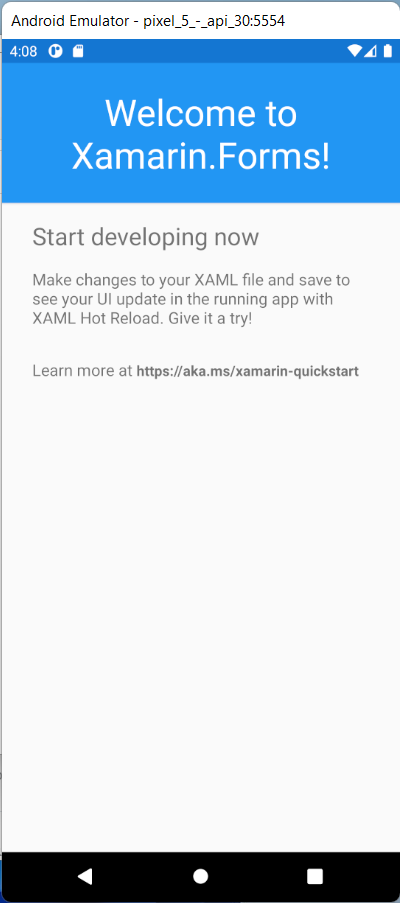 Android Emulator - pixel_5_-_api_30:5554
4:08
Welcome to
Xamarin.Forms!
Start developing now
Make changes to your XAML file and save to
see your UI update in the running app with
XAML Hot Reload. Give it a try!
Learn more at https://aka.ms/xamarin-quickstart